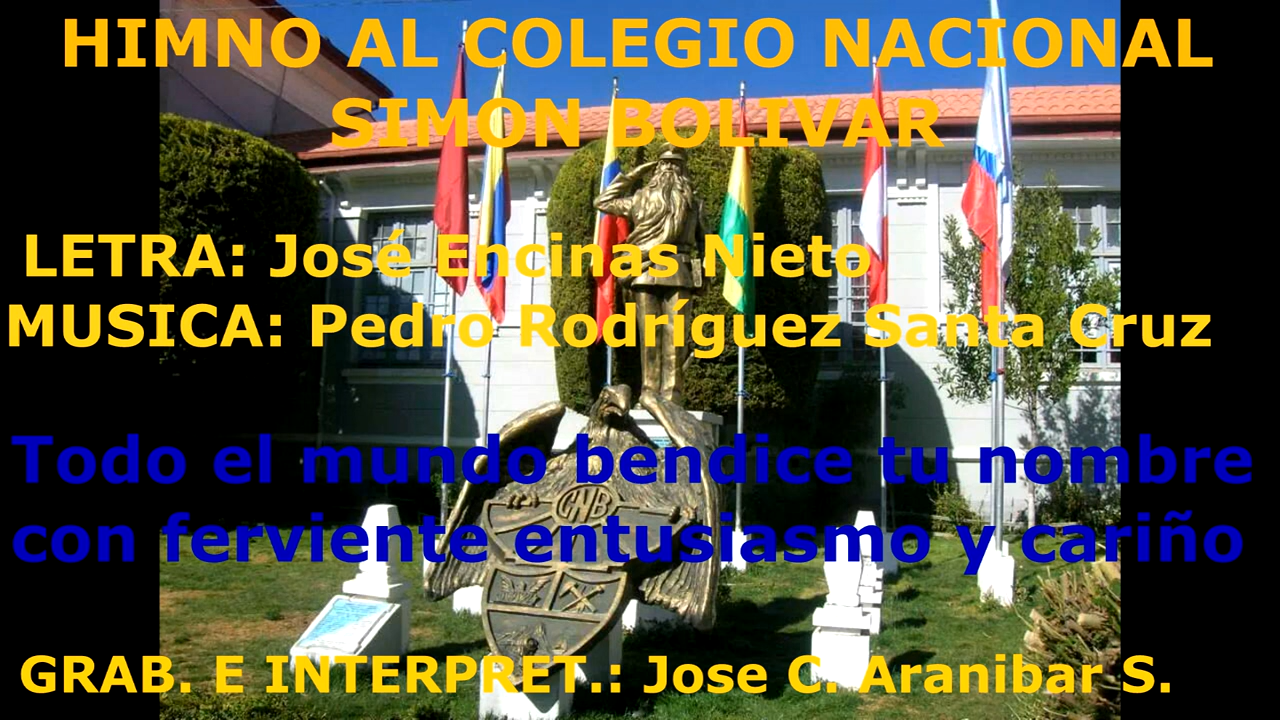 HIMNO AL COLEGIO NACIONAL
SIMON BOLIVAR
LETRA: José Encinas Nieto
MUSICA: Pedro Rodríguez Santa Cruz
Todo el mundo bendice tu nombre
CNB
con ferviente entusiasmo y cariño
GRAB. E INTERPRET.: Jose C. Aranibar S.